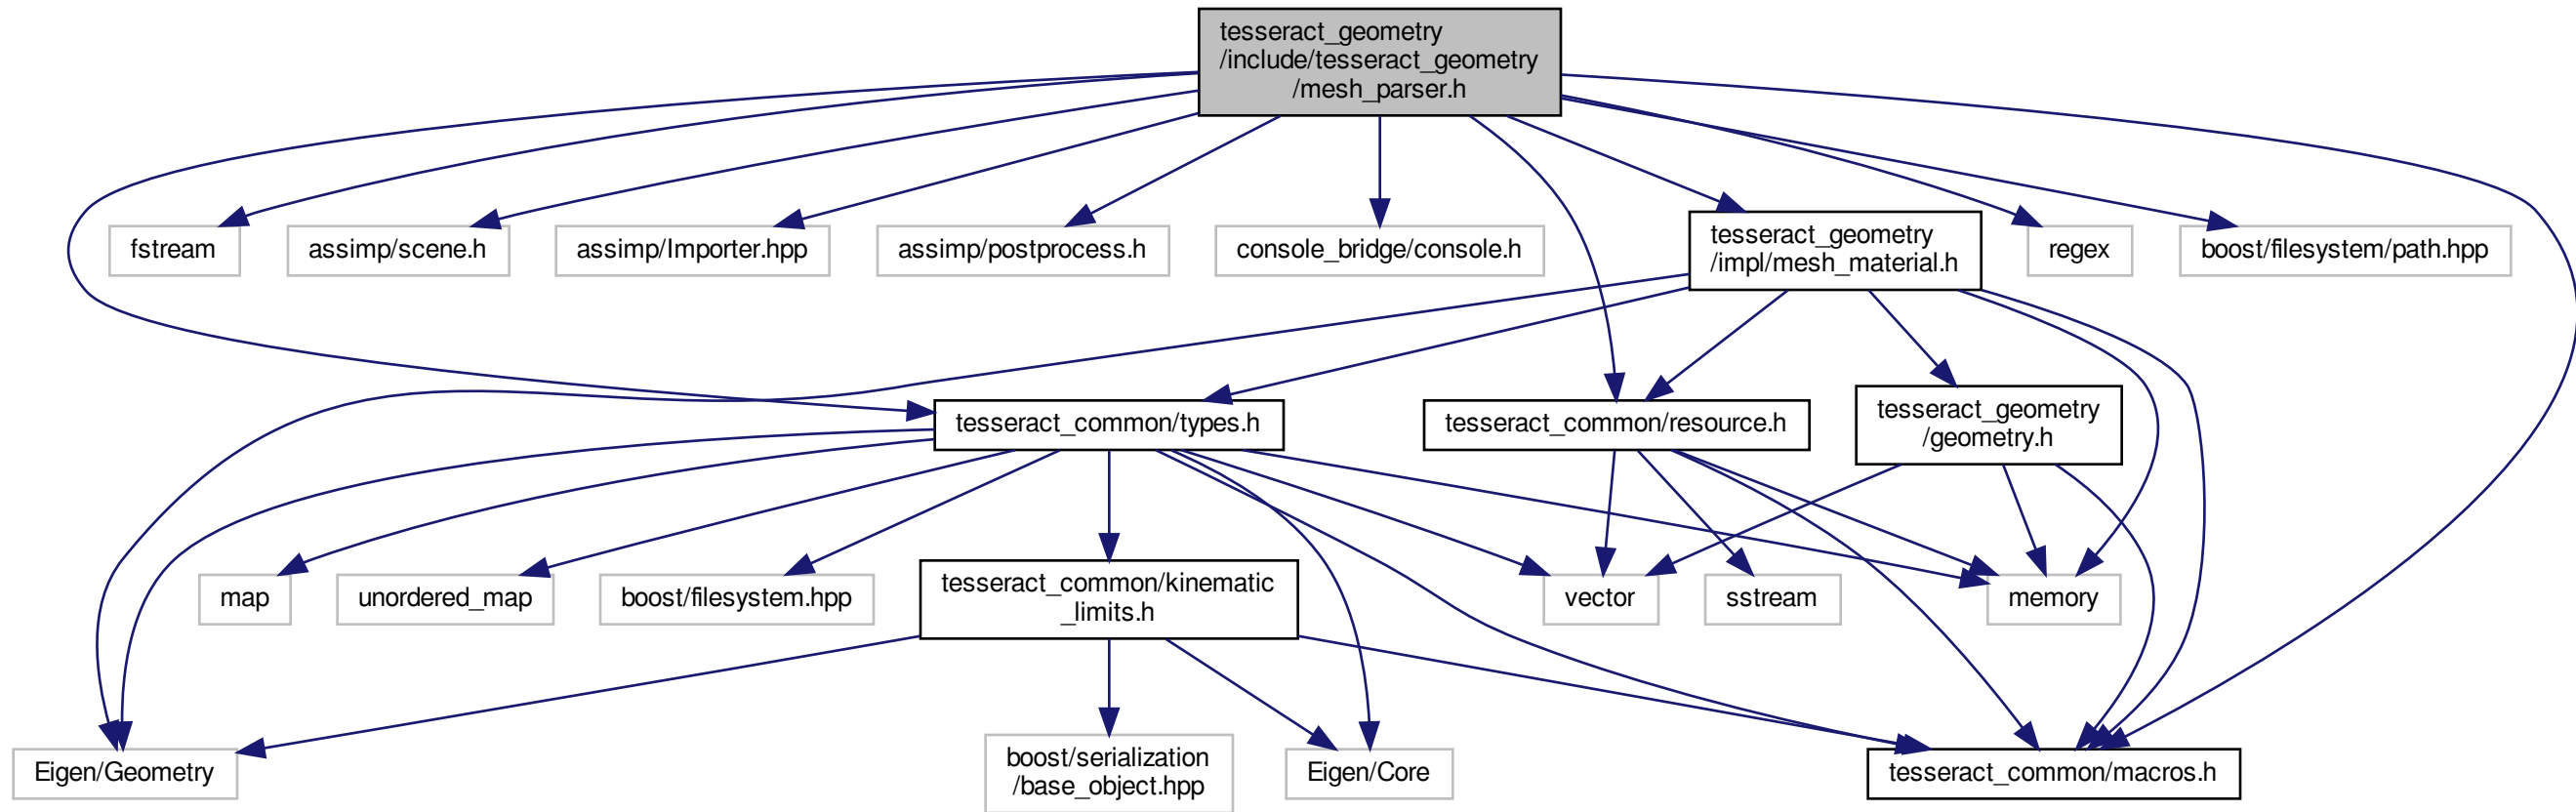 tesseract_geometry
/include/tesseract_geometry
/mesh_parser.h
fstream
assimp/scene.h
assimp/Importer.hpp
assimp/postprocess.h
console_bridge/console.h
tesseract_geometry
/impl/mesh_material.h
regex
boost/filesystem/path.hpp
tesseract_common/types.h
tesseract_common/resource.h
tesseract_geometry
/geometry.h
map
unordered_map
boost/filesystem.hpp
tesseract_common/kinematic
_limits.h
vector
sstream
memory
Eigen/Geometry
boost/serialization
/base_object.hpp
Eigen/Core
tesseract_common/macros.h